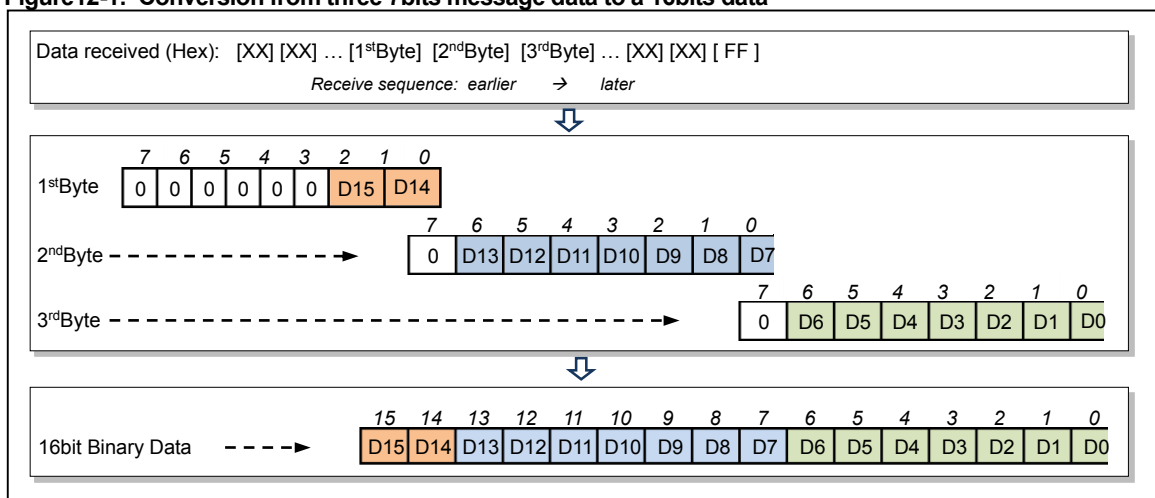 Figure12-1: Conversion from three 7bits message data to a 16bits data
Data received (Hex): [XX] [XX] … [1stByte] [2ndByte] [3rdByte] … [XX] [XX] [ FF ]
Receive sequence: earlier → later
7 6 5 4 3 2 1 0
1stByte 0 0 0 0 0 0 D15 D14
7 6 5 4 3 2 1 0
2ndByte 0 D13 D12 D11 D10 D9 D8 D7
7 6 5 4 3 2 1 0
3rdByte 0 D6 D5 D4 D3 D2 D1 D0
15 14 13 12 11 10 9 8 7 6 5 4 3 2 1 0
16bit Binary Data D15 D14 D13 D12 D11 D10 D9 D8 D7 D6 D5 D4 D3 D2 D1 D0